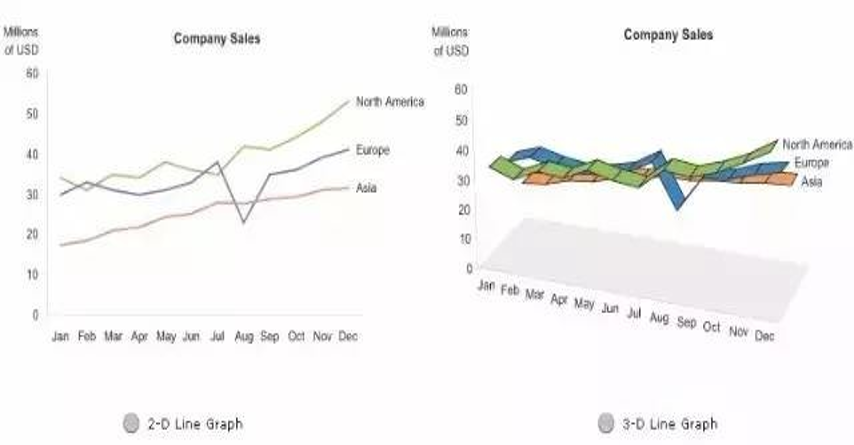 Millions
of USD
Company Sales
60
50
40
30
20
10
0
North America
Europe
Asia
Jan Feb Mar Apr May Jun Jul Aug Sep Oct Nov Dec
2-D Line Graph
Millions
of USD
Company Sales
60
50
40
30
20
10
0
North America
Europe
Asia
Jan Feb Mar Apr May Jun Jul Aug Sep Oct Nov Dec
3-D Line Graph